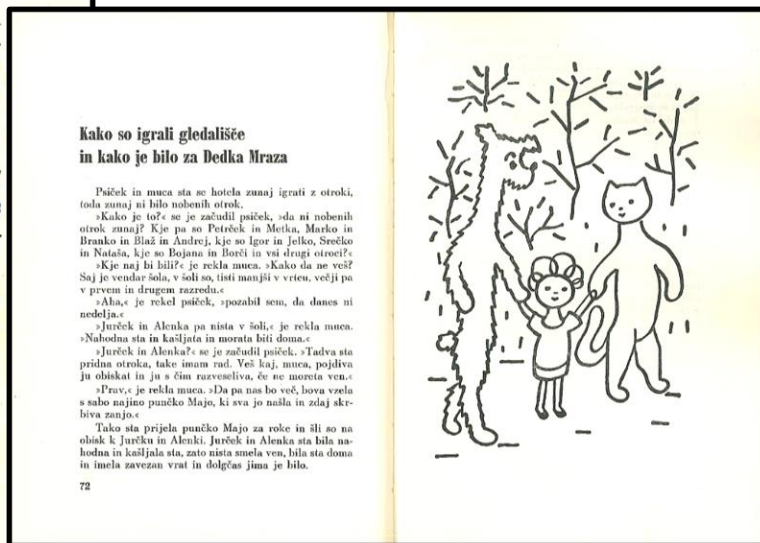 Kako so igrali gledališče
in kako je bilo za Dedka Mraza
Psiček in muca sta se hotela zunaj igrati z otroki,
toda zunaj ni bilo nobenih otrok.
»Kako je to?« se je začudil psiček, »da ni nobenih
otrok zunaj? Kje pa so Petrček in Metka, Marko in
Branko in Blaž in Andrej, kje so Igor in Jelko, Srečko
in Nataša, kje so Bojana in Borči in vsi drugi otroci?«
»Kje naj bi bili?« je rekla muca. »Kako da ne veš?
Saj je vendar šola, v šoli so, tisti manjši v vrtcu, večji pa
v prvem in drugem razredu.«
»Aha,« je rekel psiček, »pozabil sem, da danes ni
nedelja.«
»Jurček in Alenka pa nista v šoli,« je rekla muca.
»Nahodna sta in kašljata in morata biti doma.«
»Jurček in Alenka?« se je začudil psiček. »Tadva sta
pridna otroka, take imam rad. Veš kaj, muca, pojdiva
ju obiskat in ju s čim razveseliva, če ne moreta ven.«
»Prav,« je rekla muca. »Da pa nas bo več, bova vzela
s sabo najino punčko Majo, ki sva jo našla in zdaj skr-
biva zanjo.«
Tako sta prijela punčko Majo za roke in šli so na
obisk k Jurčku in Alenki. Jurček in Alenka sta bila na-
hodna in kašljala sta, zato nista smela ven, bila sta doma
in imela zavezan vrat in dolgčas jima je bilo.
72